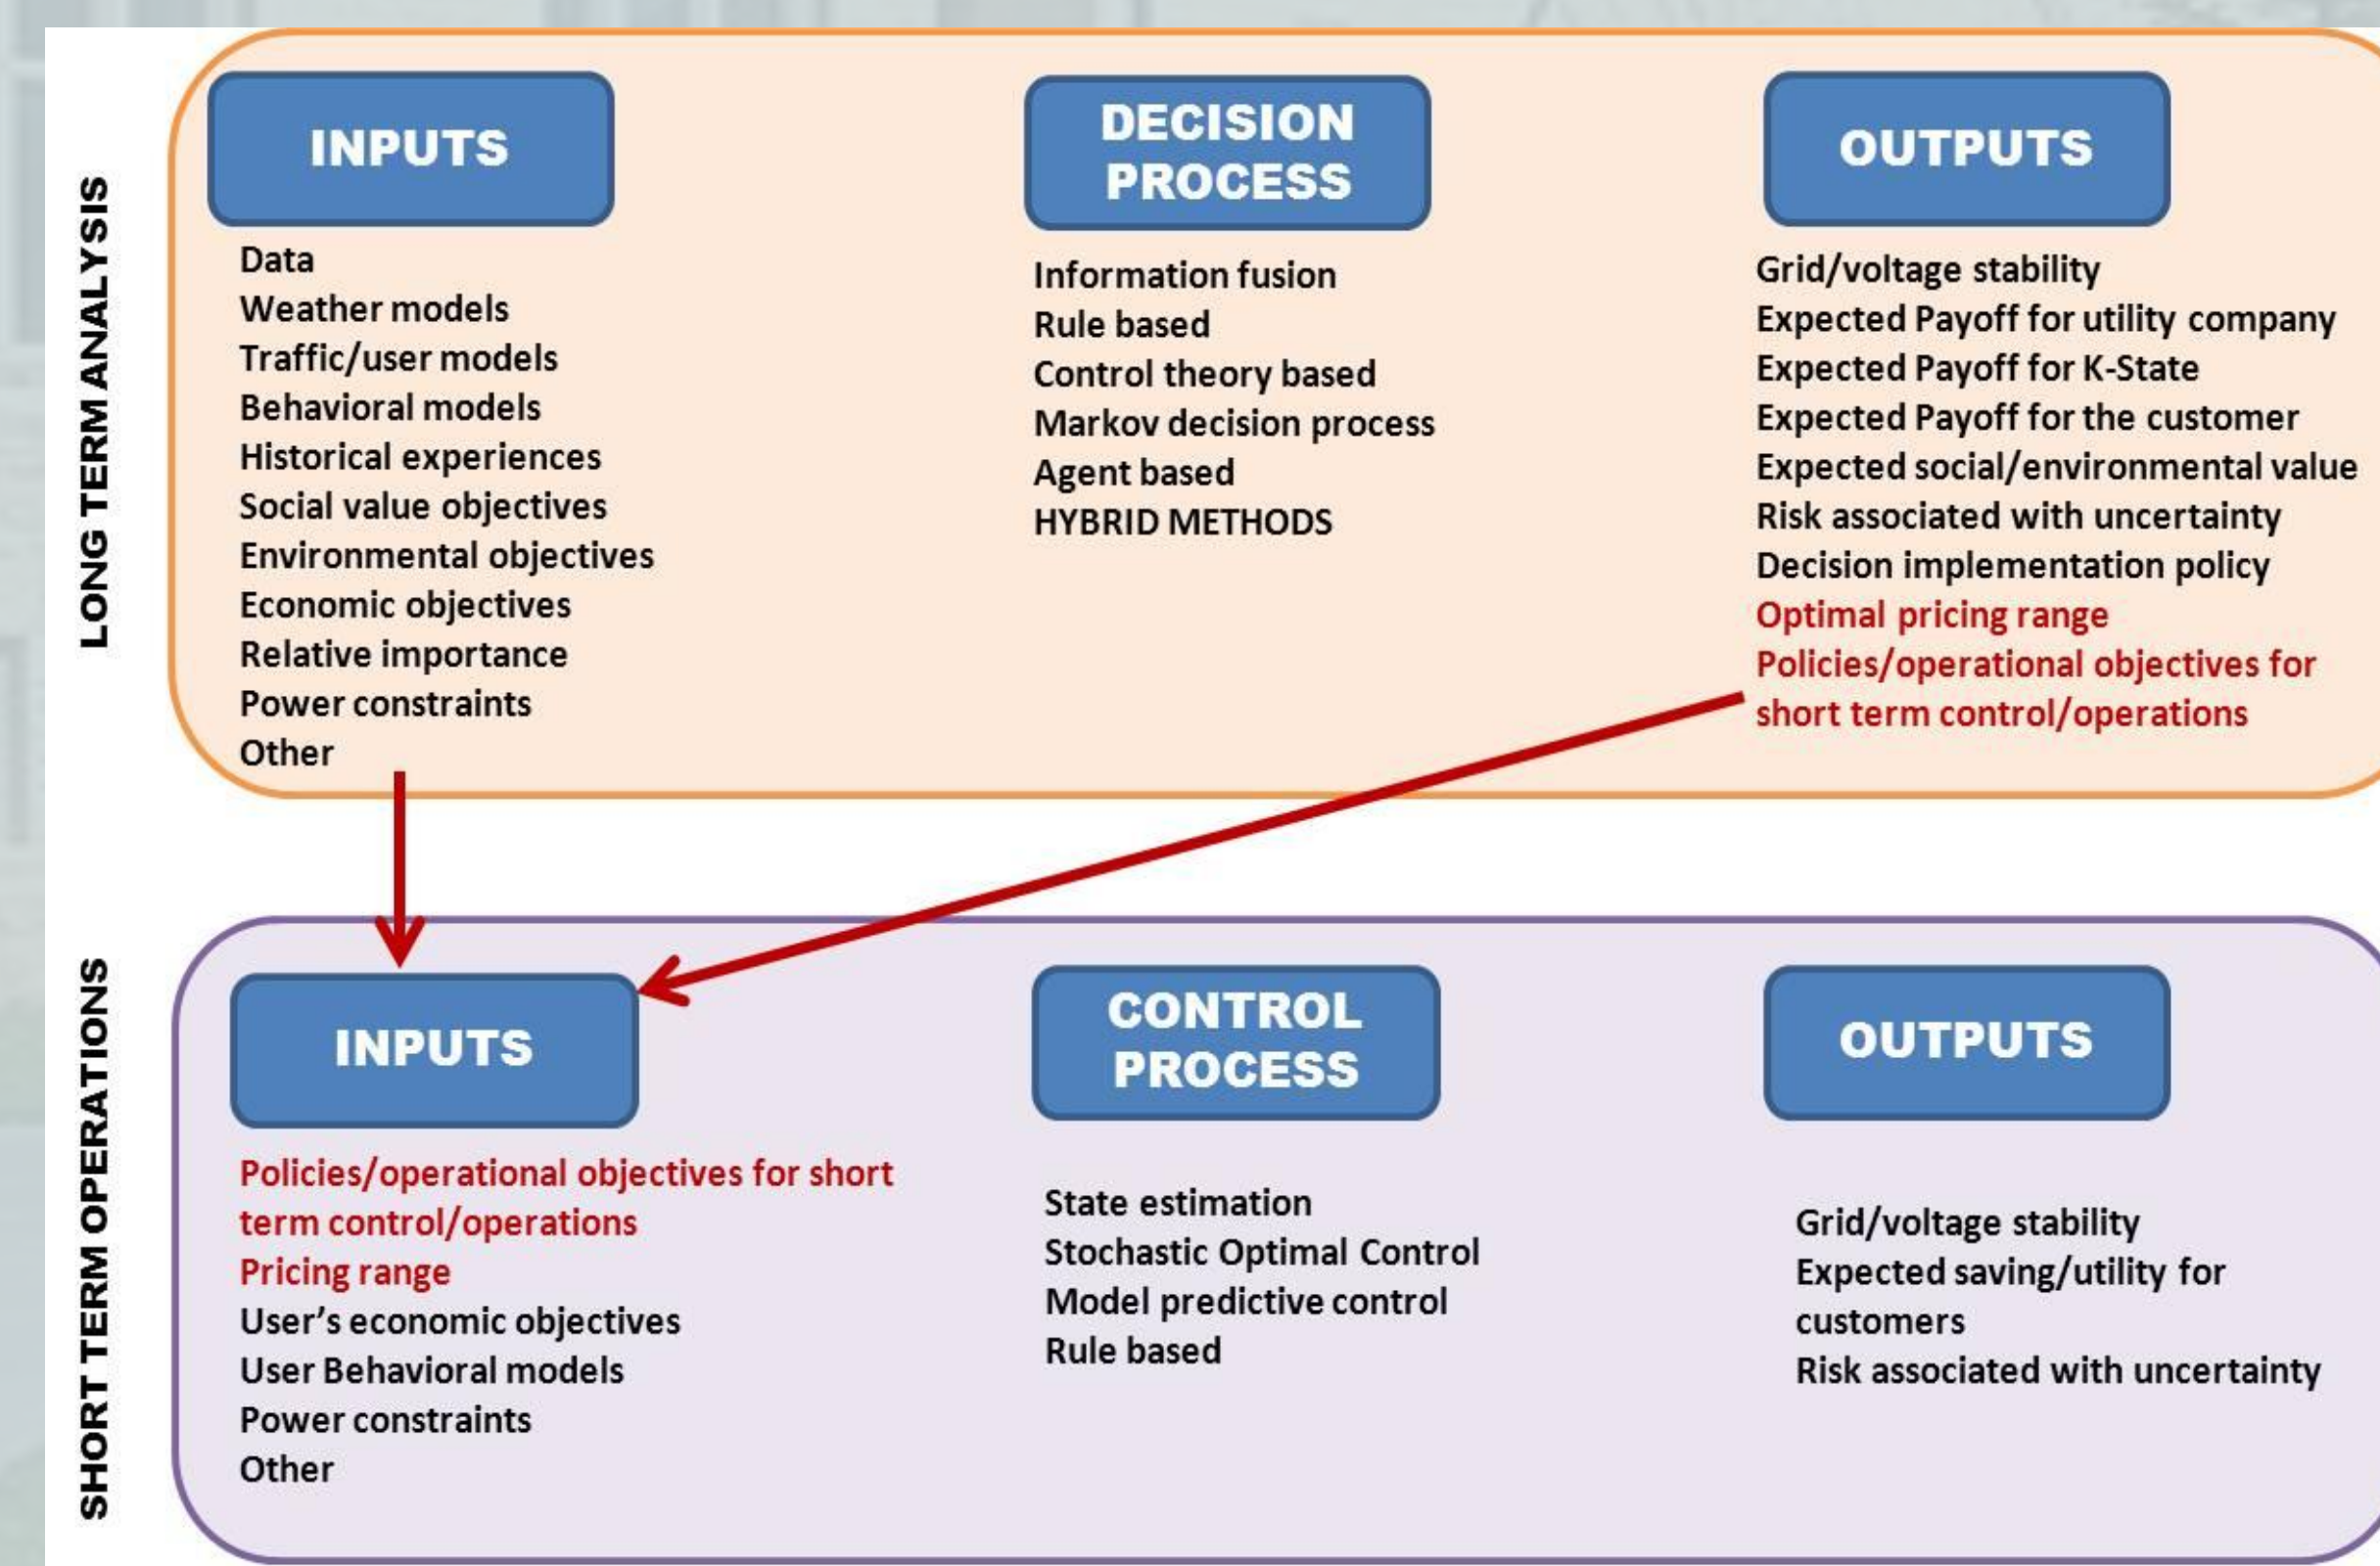 LONG TERM ANALYSIS
INPUTS
Data
Weather models
Traffic/user models
Behavioral models
Historical experiences
Social value objectives
Environmental objectives
Economic objectives
Relative importance
Power constraints
Other
DECISION
PROCESS
Information fusion
Rule based
Control theory based
Markov decision process
Agent based
HYBRID METHODS
OUTPUTS
Grid/voltage stability
Expected Payoff for utility company
Expected Payoff for K-State
Expected Payoff for the customer
Expected social/environmental value
Risk associated with uncertainty
Decision implementation policy
Optimal pricing range
Policies/operational objectives for
short term control/operations
SHORT TERM OPERATIONS
INPUTS
Policies/operational objectives for short
term control/operations
Pricing range
User's economic objectives
User Behavioral models
Power constraints
Other
CONTROL
PROCESS
State estimation
Stochastic Optimal Control
Model predictive control
Rule based
OUTPUTS
Grid/voltage stability
Expected saving/utility for
customers
Risk associated with uncertainty